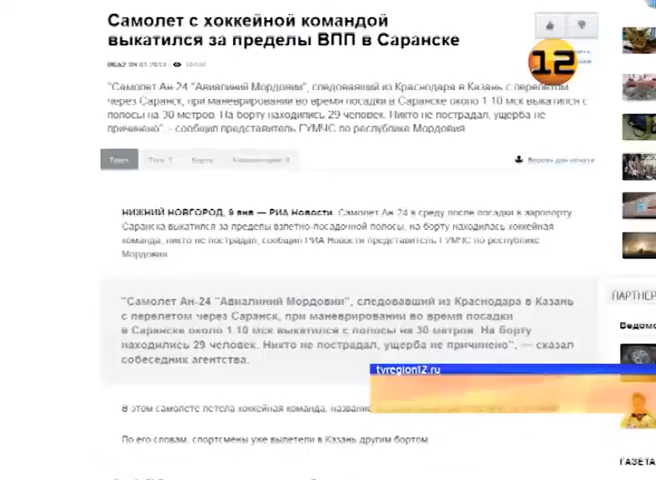 Самолет с хоккейной командой
выкатился за пределы ВПП в Саранске
12
"Самолет Ан-24 "Авиалиний Мордовии", следовавший из Краснодара в Казань с перелетом
через Саранск, при маневрировании во время посадки в Саранске около 1.10 мск выкатился с
полосы на 30 метров. На борту находились 29 человек. Никто не пострадал, ущерба не
причинено", - сообщил представитель ГУМЧС по республике Мордовия
Текст
Версия для печати
НИЖНИЙ НОВГОРОД, 9 янв — РИА Новости. Самолет Ан-24 в среду после посадки в аэропорту
Саранска выкатился за пределы взлетно-посадочной полосы, на борту находилась хоккейная
команда, никто не пострадал, сообщил РИА Новости представитель ГУМЧС по республике
Мордовия
ПАРТНЕР
"Самолет Ан-24 "Авиалиний Мордовии", следовавший из Краснодара в Казань
с перелетом через Саранск, при маневрировании во время посадки
в Саранске около 1.10 мск выкатился с полосы на 30 метров. На борту
находились 29 человек. Никто не пострадал, ущерба не причинено", — сказал
собеседник агентства.
Ведомо
tvregion12.ru
В этом самолете летела хоккейная команда,
По его словам, спортсмены уже вылетели в Казань другим бортом.
ГАЗЕТА